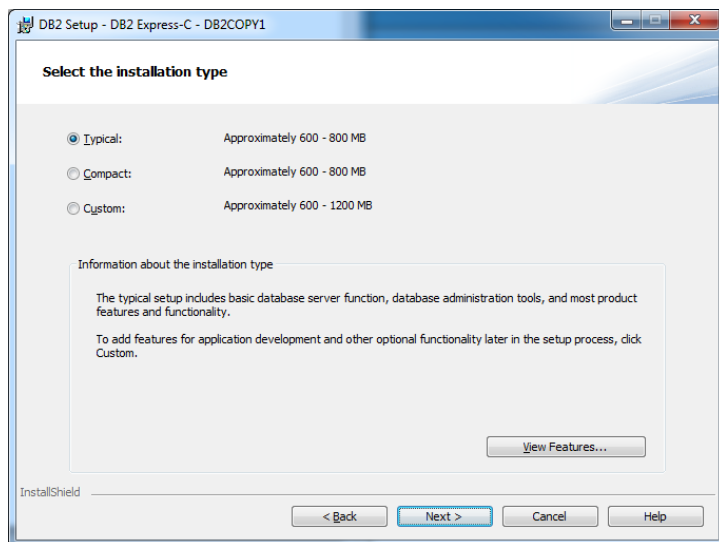 DB2 Setup - DB2 Express-C - DB2COPY1
Select the installation type
Typical: Approximately 600 - 800 MB
Compact: Approximately 600 - 800 MB
Custom: Approximately 600 - 1200 MB
Information about the installation type
The typical setup includes basic database server function, database administration tools, and most product
features and functionality.
To add features for application development and other optional functionality later in the setup process, click
Custom.
View Features...
InstallShield
< Back Next > Cancel Help